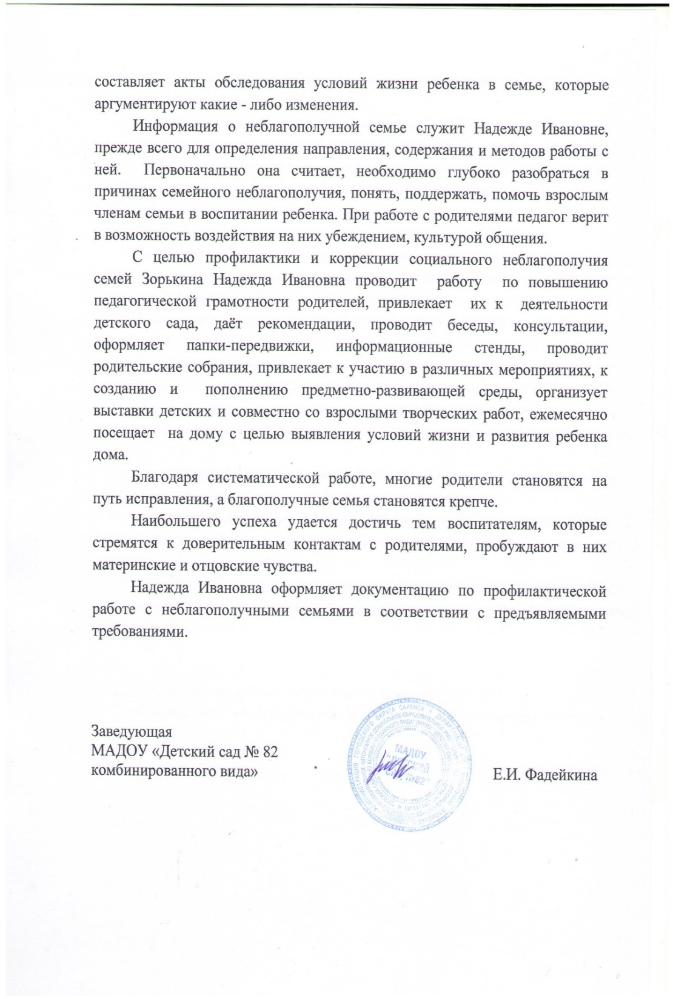 составляет акты обследования условий жизни ребенка в семье, которые
аргументируют какие - либо изменения.
Информация о неблагополучной семье служит Надежде Ивановне,
прежде всего для определения направления, содержания и методов работы с
ней. Первоначально она считает, необходимо глубоко разобраться в
причинах семейного неблагополучия, понять, поддержать, помочь взрослым
членам семьи в воспитании ребенка. При работе с родителями педагог верит
в возможность воздействия на них убеждением, культурой общения.
С целью профилактики и коррекции социального неблагополучия
семей Зорькина Надежда Ивановна проводит работу по повышению
педагогической грамотности родителей, привлекает их к деятельности
детского сада, даёт рекомендации, проводит беседы, консультации,
оформляет папки-передвижки, информационные стенды, проводит
родительские собрания, привлекает к участию в различных мероприятиях, к
созданию и пополнению предметно-развивающей среды, организует
выставки детских и совместно со взрослыми творческих работ, ежемесячно
посещает на дому с целью выявления условий жизни и развития ребенка
дома.
Благодаря систематической работе, многие родители становятся на
путь исправления, а благополучные семья становятся крепче.
Наибольшего успеха удается достичь тем воспитателям, которые
стремятся к доверительным контактам с родителями, пробуждают в них
материнские и отцовские чувства.
Надежда Ивановна оформляет документацию по профилактической
работе с неблагополучными семьями в соответствии с предъявляемыми
требованиями.
Заведующая
МАДОУ «Детский сад № 82
комбинированного вида»
Е.И. Фадейкина
АДМИНИСТРАЦИЯ ГОРОДСКОГО ОКРУГА САРАНСК
МАДОУ
"ДЕТСКИЙ
САД №82"